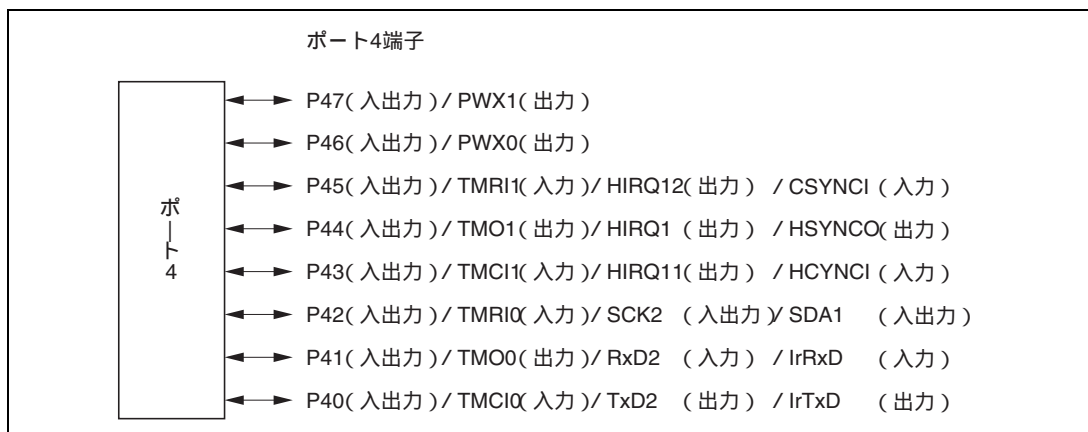 ポート4端子
ポート4
P47(入出力)/ PWX1(出力)
P46(入出力)/ PWX0(出力)
P45(入出力)/ TMRI1(入力)/ HIRQ12(出力) / CSYNCI (入力)
P44(入出力)/ TMO1(出力)/ HIRQ1 (出力) / HSYNCO(出力)
P43(入出力)/ TMCI1(入力)/ HIRQ11(出力) / HCYNCI (入力)
P42(入出力)/ TMRI0(入力)/ SCK2 (入出力)/ SDA1 (入出力)
P41(入出力)/ TMO0(出力)/ RxD2 (入力) / IrRxD (入力)
P40(入出力)/ TMCI0(入力)/ TxD2 (出力) / IrTxD (出力)